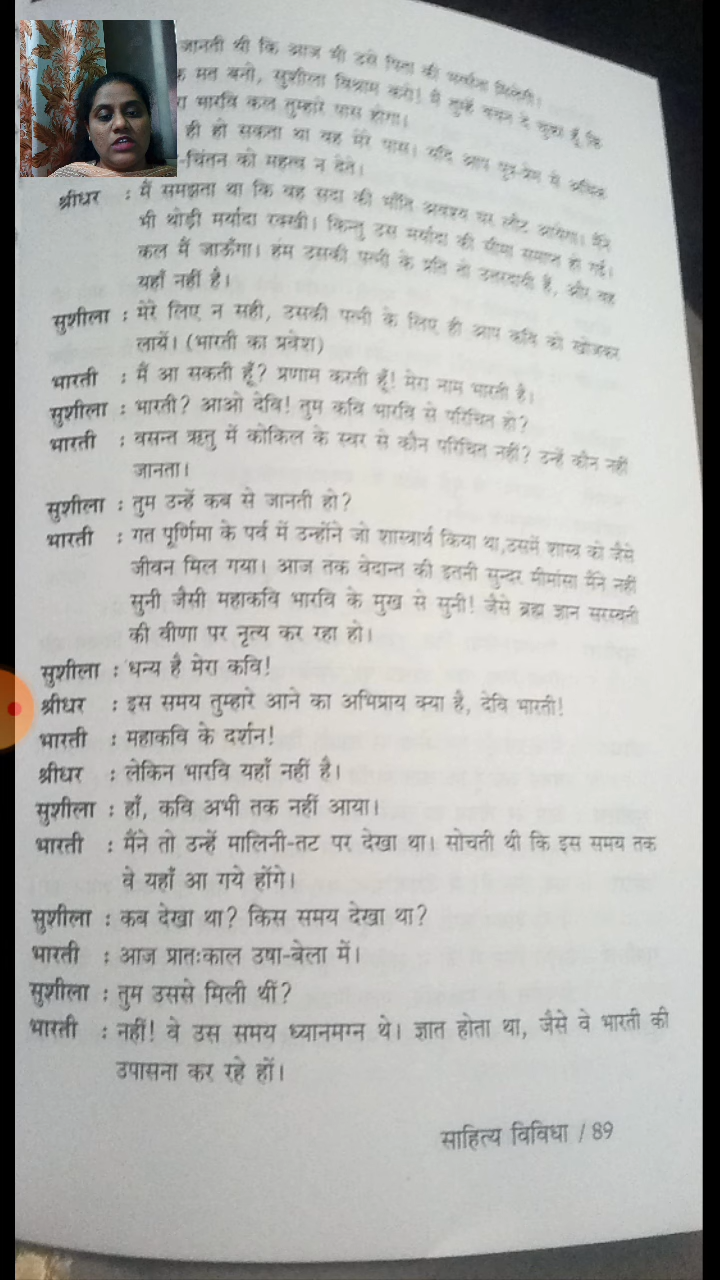 जानती थी कि आज भी उसे पिता की भर्त्सना मिलेगी।
मत बनो, सुशीला विश्राम करो! मैं तुम्हें वचन दे चुका हूँ कि
भारवि कल तुम्हारे पास होगा।
ही हो सकता था वह मेरे पास। यदि आप पुत्र-प्रेम से अधिक
-चिंतन को महत्व न देते।
श्रीधर : मैं समझता था कि वह सदा की भाँति अवश्य घर लौट आयेगा। मैंने
भी थोड़ी मर्यादा रक्खी। किन्तु उस मर्यादा की सीमा समाप्त हो गई।
कल मैं जाऊँगा। हम उसकी पत्नी के प्रति तो उत्तरदायी हैं, और वह
यहाँ नहीं है।
सुशीला : मेरे लिए न सही, उसकी पत्नी के लिए ही आप कवि को खोजकर
लायें। (भारती का प्रवेश)
भारती : मैं आ सकती हूँ? प्रणाम करती हूँ! मेरा नाम भारती है।
सुशीला : भारती? आओ देवि! तुम कवि भारवि से परिचित हो?
भारती : वसन्त ऋतु में कोकिल के स्वर से कौन परिचित नहीं? उन्हें कौन नहीं
जानता।
सुशीला : तुम उन्हें कब से जानती हो?
भारती : गत पूर्णिमा के पर्व में उन्होंने जो शास्त्रार्थ किया था,उसमें शास्त्र को जैसे
जीवन मिल गया। आज तक वेदान्त की इतनी सुन्दर मीमांसा मैंने नहीं
सुनी जैसी महाकवि भारवि के मुख से सुनी! जैसे ब्रह्म ज्ञान सरस्वती
की वीणा पर नृत्य कर रहा हो।
सुशीला : धन्य है मेरा कवि!
श्रीधर : इस समय तुम्हारे आने का अभिप्राय क्या है, देवि भारती!
भारती : महाकवि के दर्शन!
श्रीधर : लेकिन भारवि यहाँ नहीं है।
सुशीला : हाँ, कवि अभी तक नहीं आया।
भारती : मैंने तो उन्हें मालिनी-तट पर देखा था। सोचती थी कि इस समय तक
वे यहाँ आ गये होंगे।
सुशीला : कब देखा था? किस समय देखा था?
भारती : आज प्रातःकाल उषा-बेला में।
सुशीला : तुम उससे मिली थीं?
भारती : नहीं! वे उस समय ध्यानमग्न थे। ज्ञात होता था, जैसे वे भारती की
उपासना कर रहे हों।
साहित्य विविधा / 89